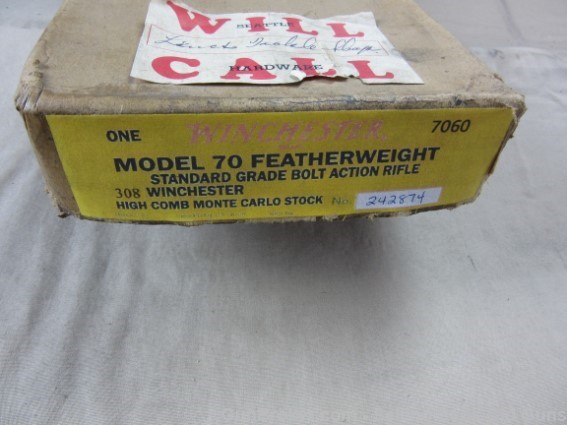 WILL
SEATTLE
CALL
HARDWARE
ONE WINCHESTER 7060
MODEL 70 FEATHERWEIGHT
STANDARD GRADE BOLT ACTION RIFLE
308 WINCHESTER
HIGH COMB MONTE CARLO STOCK No. 242874